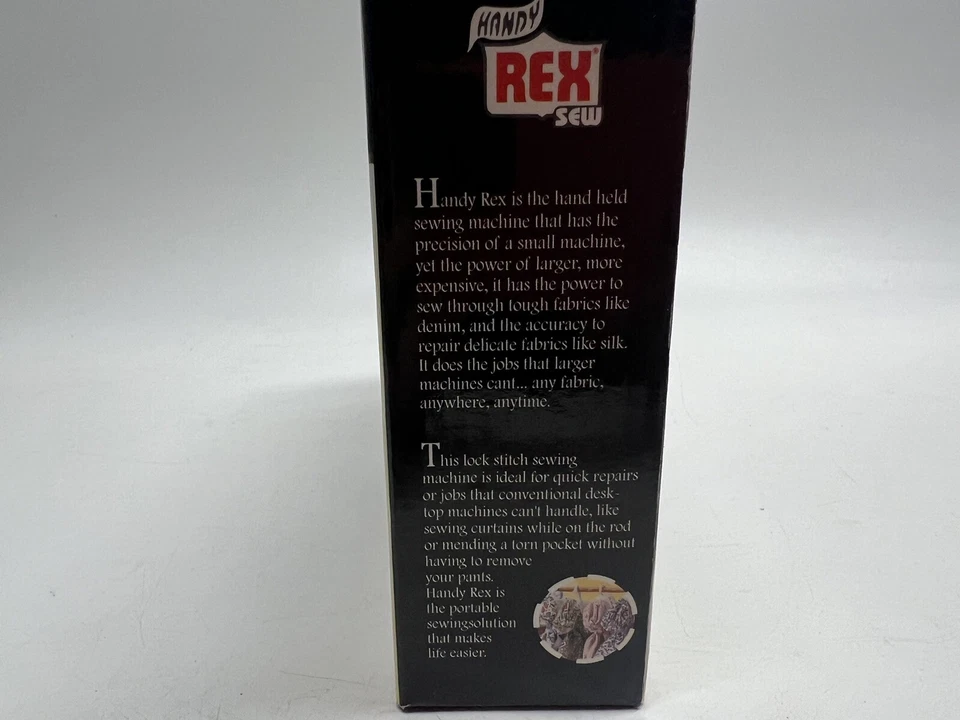 HANDY
REX®
SEW
Handy Rex is the hand held
sewing machine that has the
precision of a small machine,
yet the power of larger, more
expensive, it has the power to
sew through tough fabrics like
denim, and the accuracy to
repair delicate fabrics like silk.
It does the jobs that larger
machines cant... any fabric,
anywhere, anytime.
This lock stitch sewing
machine is ideal for quick repairs
or jobs that conventional desk-
top machines can't handle, like
sewing curtains while on the rod
or mending a torn pocket without
having to remove
your pants.
Handy Rex is
the portable
sewingsolution
that makes
life easier.